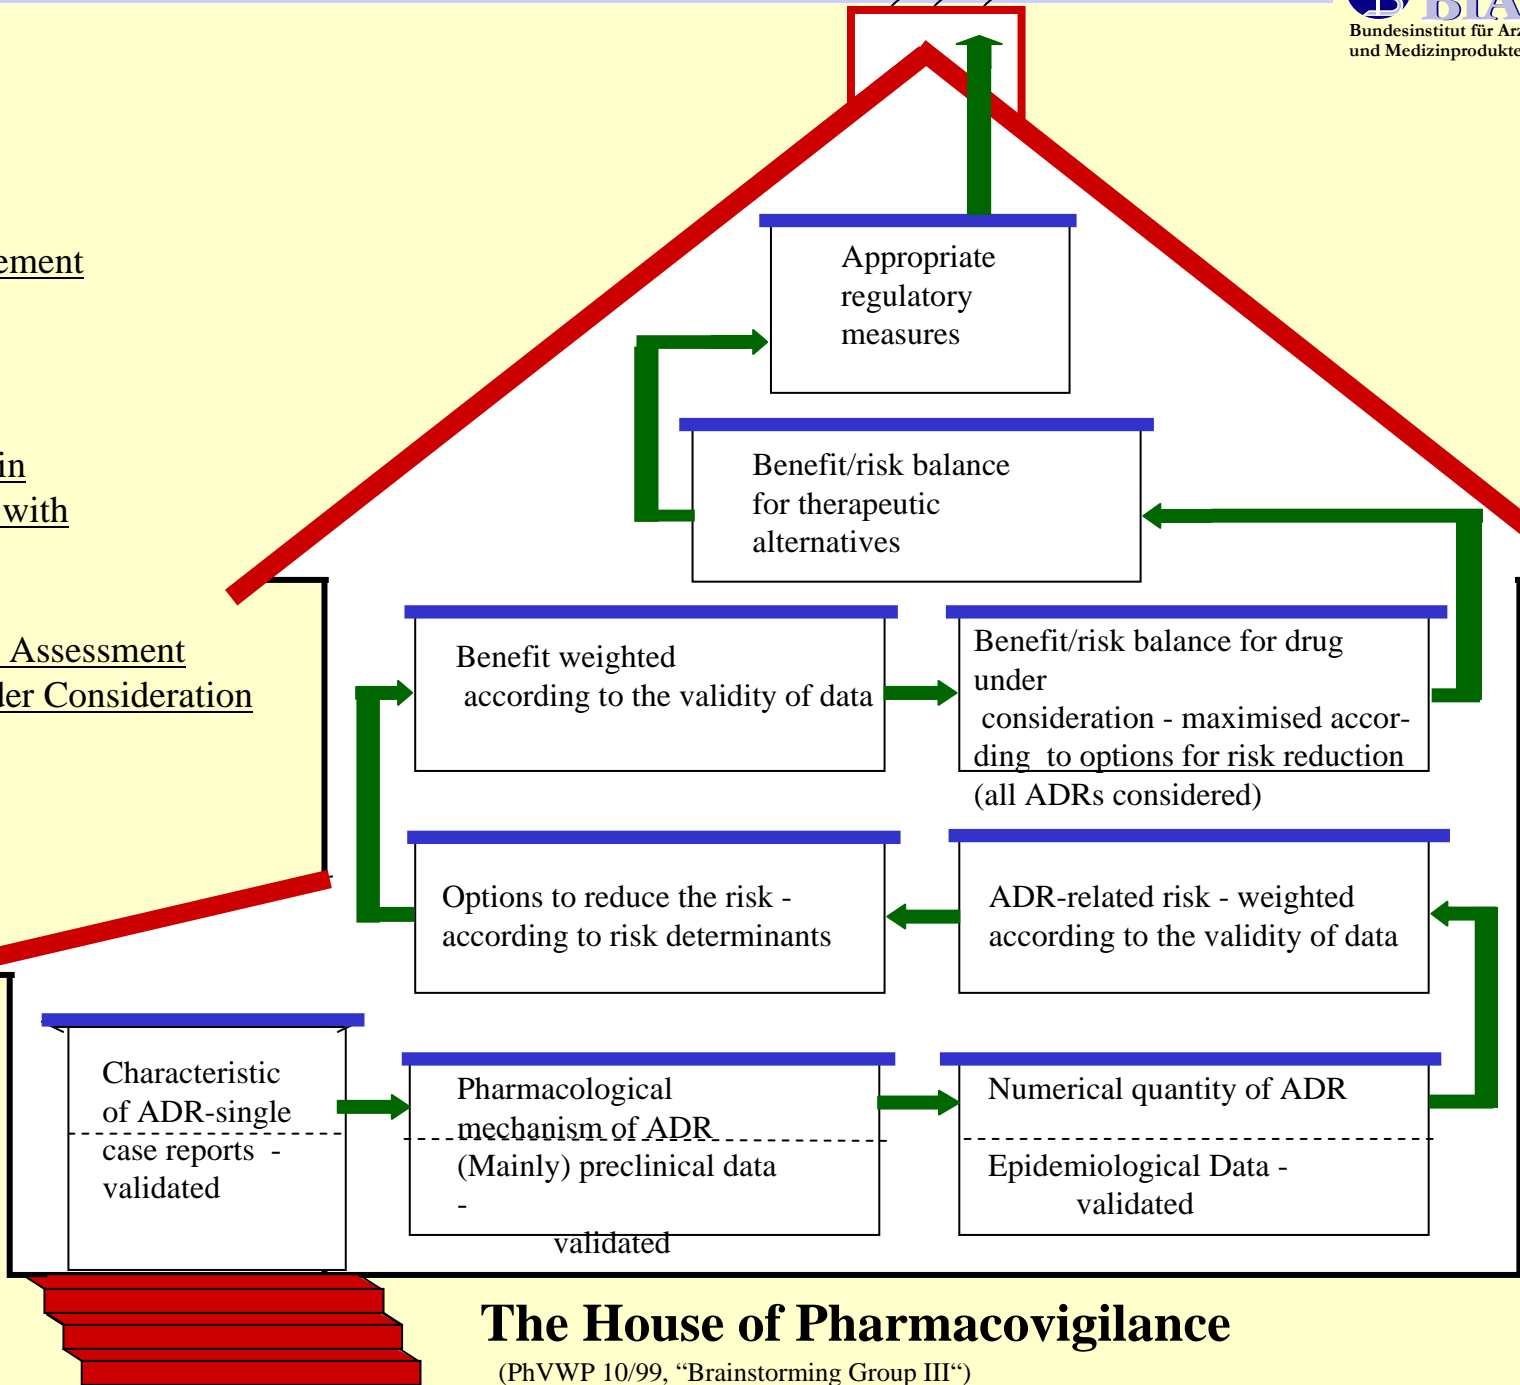 Bundesinstitut für Arz
und Medizinprodukte
Appropriate
regulatory
measures
ement
Benefit/risk balance
for therapeutic
alternatives
in
with
Benefit weighted
according to the validity of data
Benefit/risk balance for drug
under
consideration - maximised accor-
ding to options for risk reduction
(all ADRs considered)
Assessment
der Consideration
Options to reduce the risk -
according to risk determinants
ADR-related risk - weighted
according to the validity of data
Characteristic
of ADR-single
case reports -
validated
Pharmacological
mechanism of ADR
(Mainly) preclinical data
-
validated
Numerical quantity of ADR
Epidemiological Data -
validated
The House of Pharmacovigilance
(PhVWP 10/99, “Brainstorming Group III“)